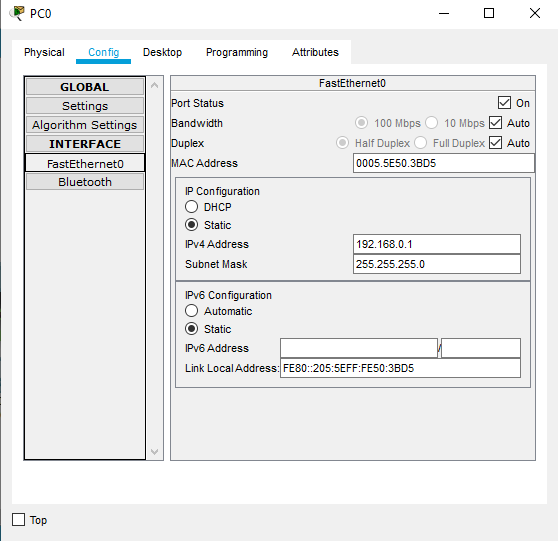 PC0
Physical Config Desktop Programming Attributes
GLOBAL
Settings
Algorithm Settings
INTERFACE
FastEthernet0
Bluetooth
FastEthernet0
Port Status On
Bandwidth 100 Mbps 10 Mbps Auto
Duplex Half Duplex Full Duplex Auto
MAC Address 0005.5E50.3BD5
IP Configuration
DHCP
Static
IPv4 Address 192.168.0.1
Subnet Mask 255.255.255.0
IPv6 Configuration
Automatic
Static
IPv6 Address /
Link Local Address: FE80::205:5EFF:FE50:3BD5
Top